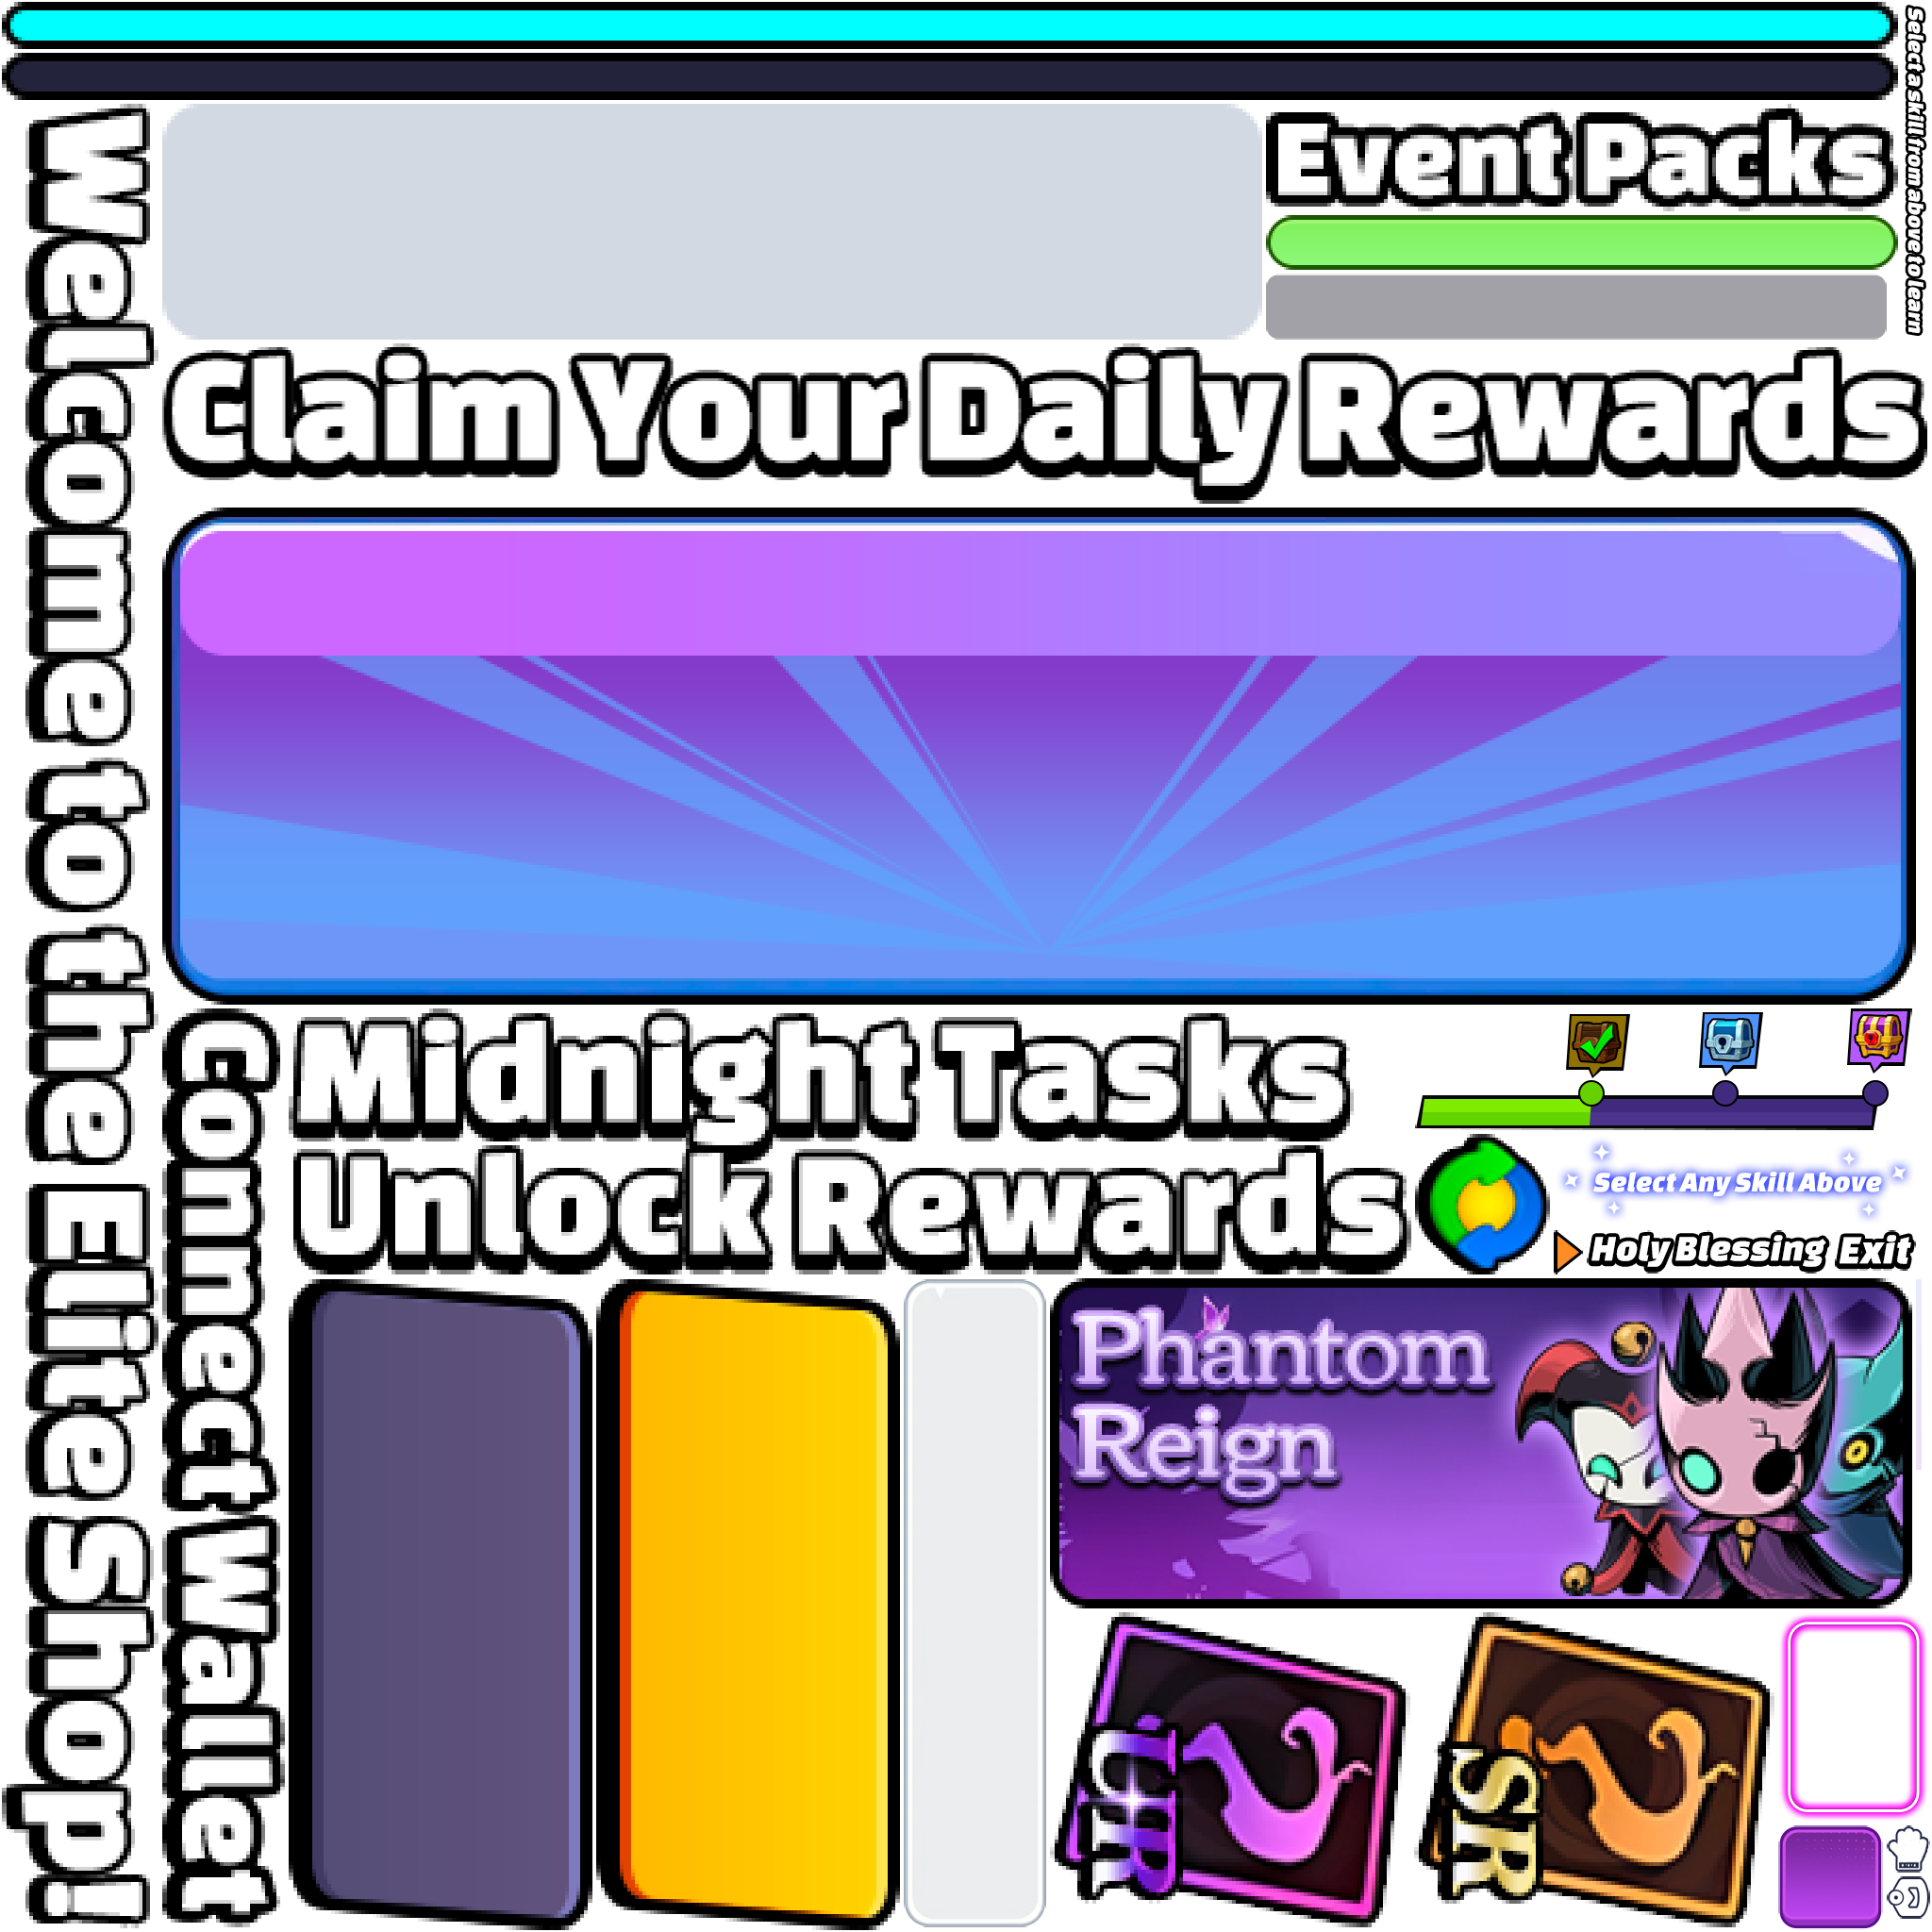 Select a skill from above to learn
Welcome to the Elite Shop!
Event Packs
Claim Your Daily Rewards
Connect Wallet
Midnight Tasks
Unlock Rewards
Select Any Skill Above
Holy Blessing
Exit
Phantom
Reign
UR
SR